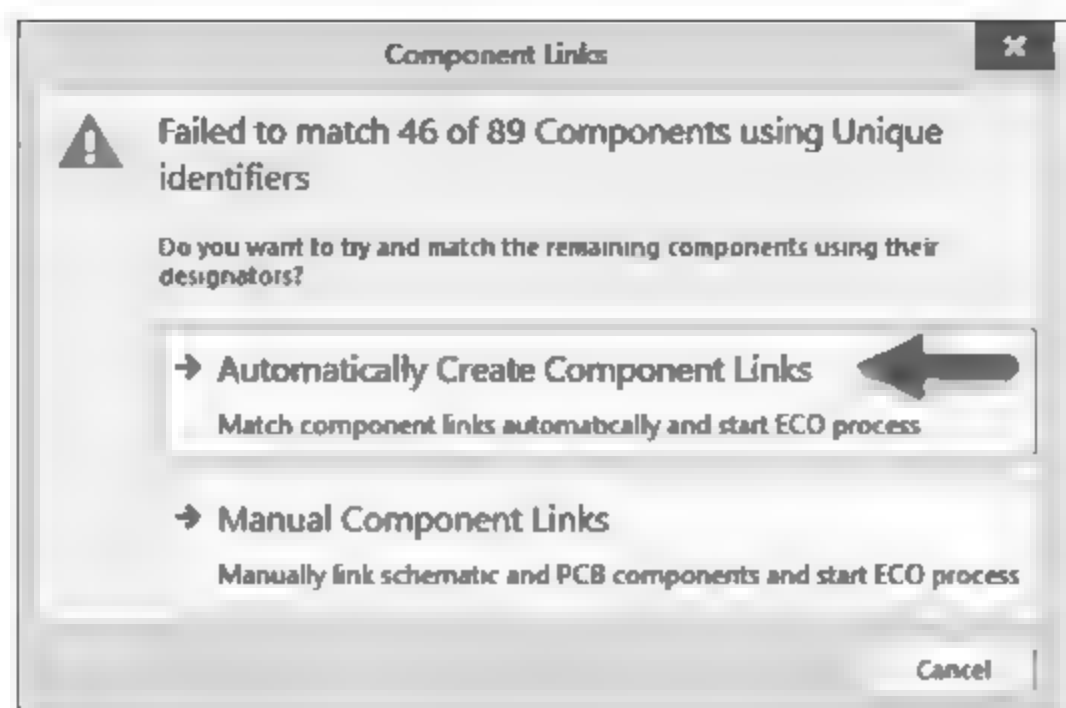 Component Links
Failed to match 46 of 89 Components using Unique
identifiers
Do you want to try and match the remaining components using their
designators?
Automatically Create Component Links
Match component links automatically and start ECO process
Manual Component Links
Manually link schematic and PCB components and start ECO process
Cancel